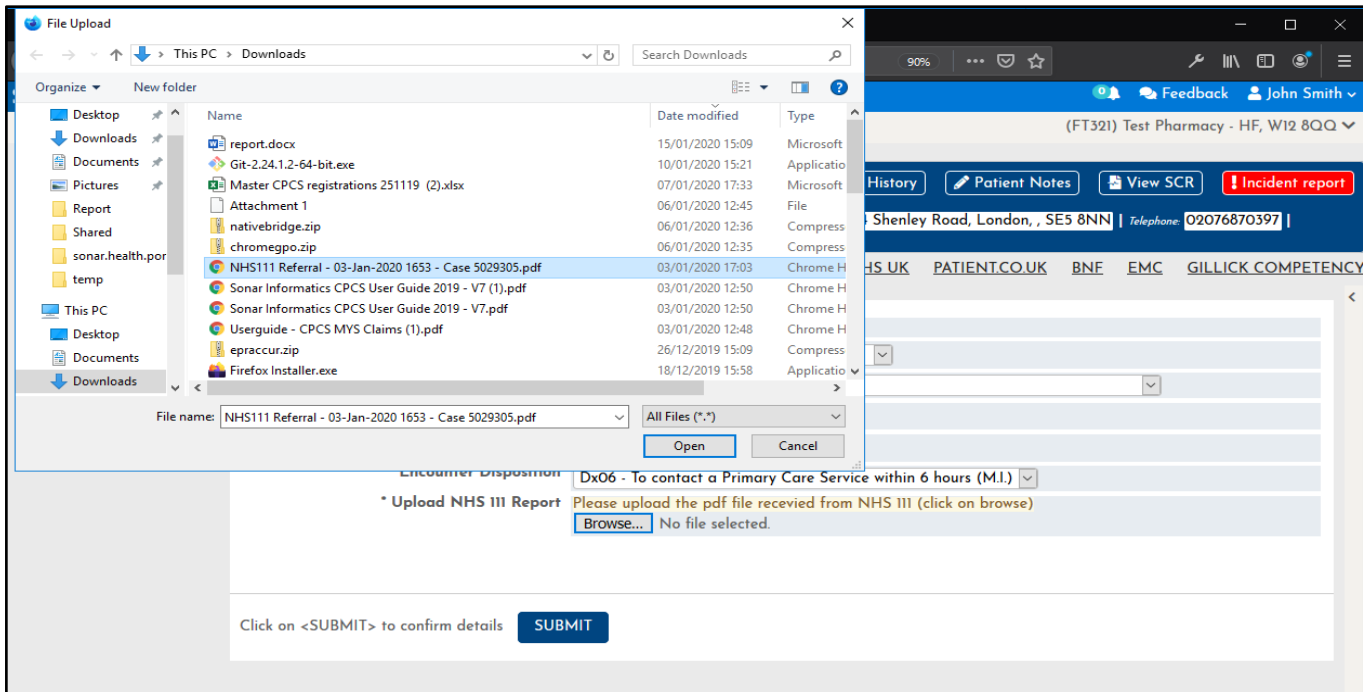 File Upload
This PC > Downloads
Search Downloads
90%
Organize
New folder
Feedback
John Smith
(FT321) Test Pharmacy - HF, W12 8QQ
Desktop
Downloads
Documents
Pictures
Report
Shared
sonar.health.por
temp
This PC
Desktop
Documents
Downloads
Name Date modified Type
report.docx 15/01/2020 15:09 Microsoft
Git-2.24.1.2-64-bit.exe 10/01/2020 15:21 Applicatio
Master CPCS registrations 251119 (2).xlsx 07/01/2020 17:33 Microsoft
Attachment 1 06/01/2020 12:45 File
nativebridge.zip 06/01/2020 12:36 Compress
chromegpo.zip 06/01/2020 12:35 Compress
NHS111 Referral - 03-Jan-2020 1653 - Case 5029305.pdf 03/01/2020 17:03 Chrome H
Sonar Informatics CPCS User Guide 2019 - V7 (1).pdf 03/01/2020 12:50 Chrome H
Sonar Informatics CPCS User Guide 2019 - V7.pdf 03/01/2020 12:50 Chrome H
Userguide - CPCS MYS Claims (1).pdf 03/01/2020 12:48 Chrome H
epraccur.zip 26/12/2019 15:09 Compress
Firefox Installer.exe 18/12/2019 15:58 Applicatio
File name: NHS111 Referral - 03-Jan-2020 1653 - Case 5029305.pdf All Files (*.*)
Open Cancel
History Patient Notes View SCR ! Incident report
Shenley Road, London, , SE5 8NN | Telephone: 02076870397 |
HS UK PATIENT.CO.UK BNF EMC GILLICK COMPETENCY
Encounter Disposition Dx06 - To contact a Primary Care Service within 6 hours (M.I.)
* Upload NHS 111 Report Please upload the pdf file recevied from NHS 111 (click on browse)
Browse... No file selected.
Click on <SUBMIT> to confirm details SUBMIT